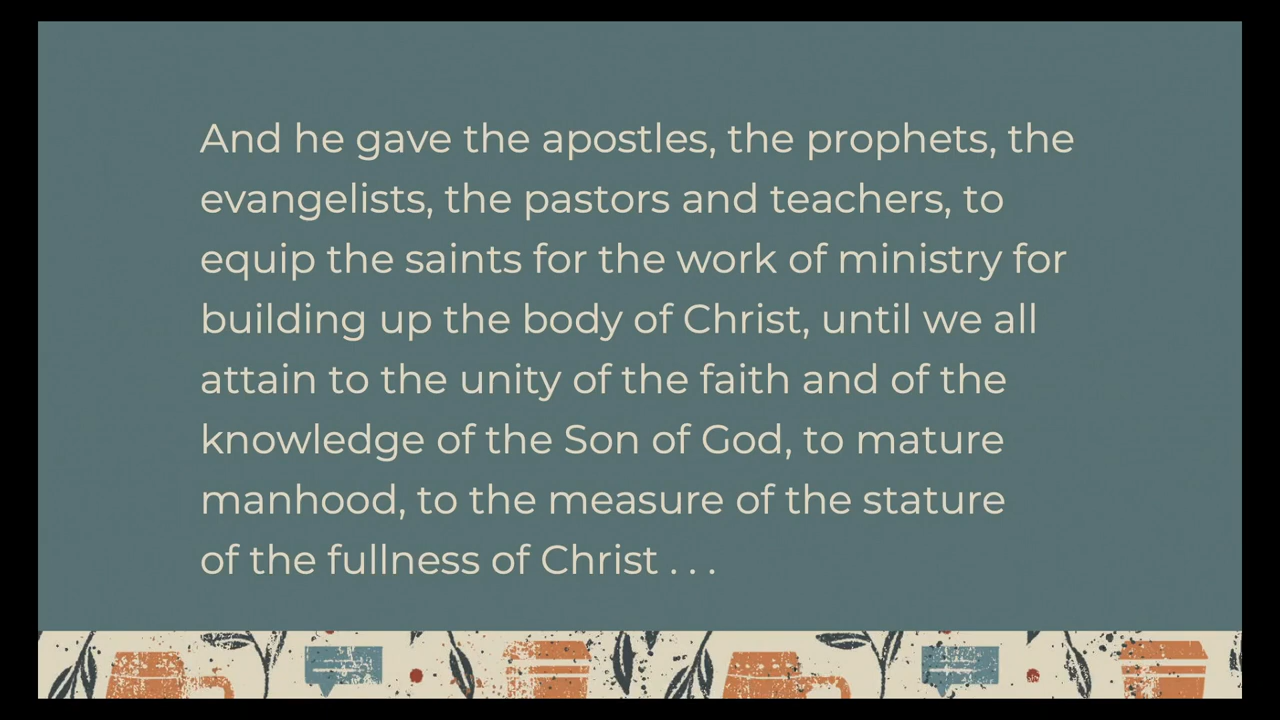 And he gave the apostles, the prophets, the
evangelists, the pastors and teachers, to
equip the saints for the work of ministry for
building up the body of Christ, until we all
attain to the unity of the faith and of the
knowledge of the Son of God, to mature
manhood, to the measure of the stature
of the fullness of Christ . . .